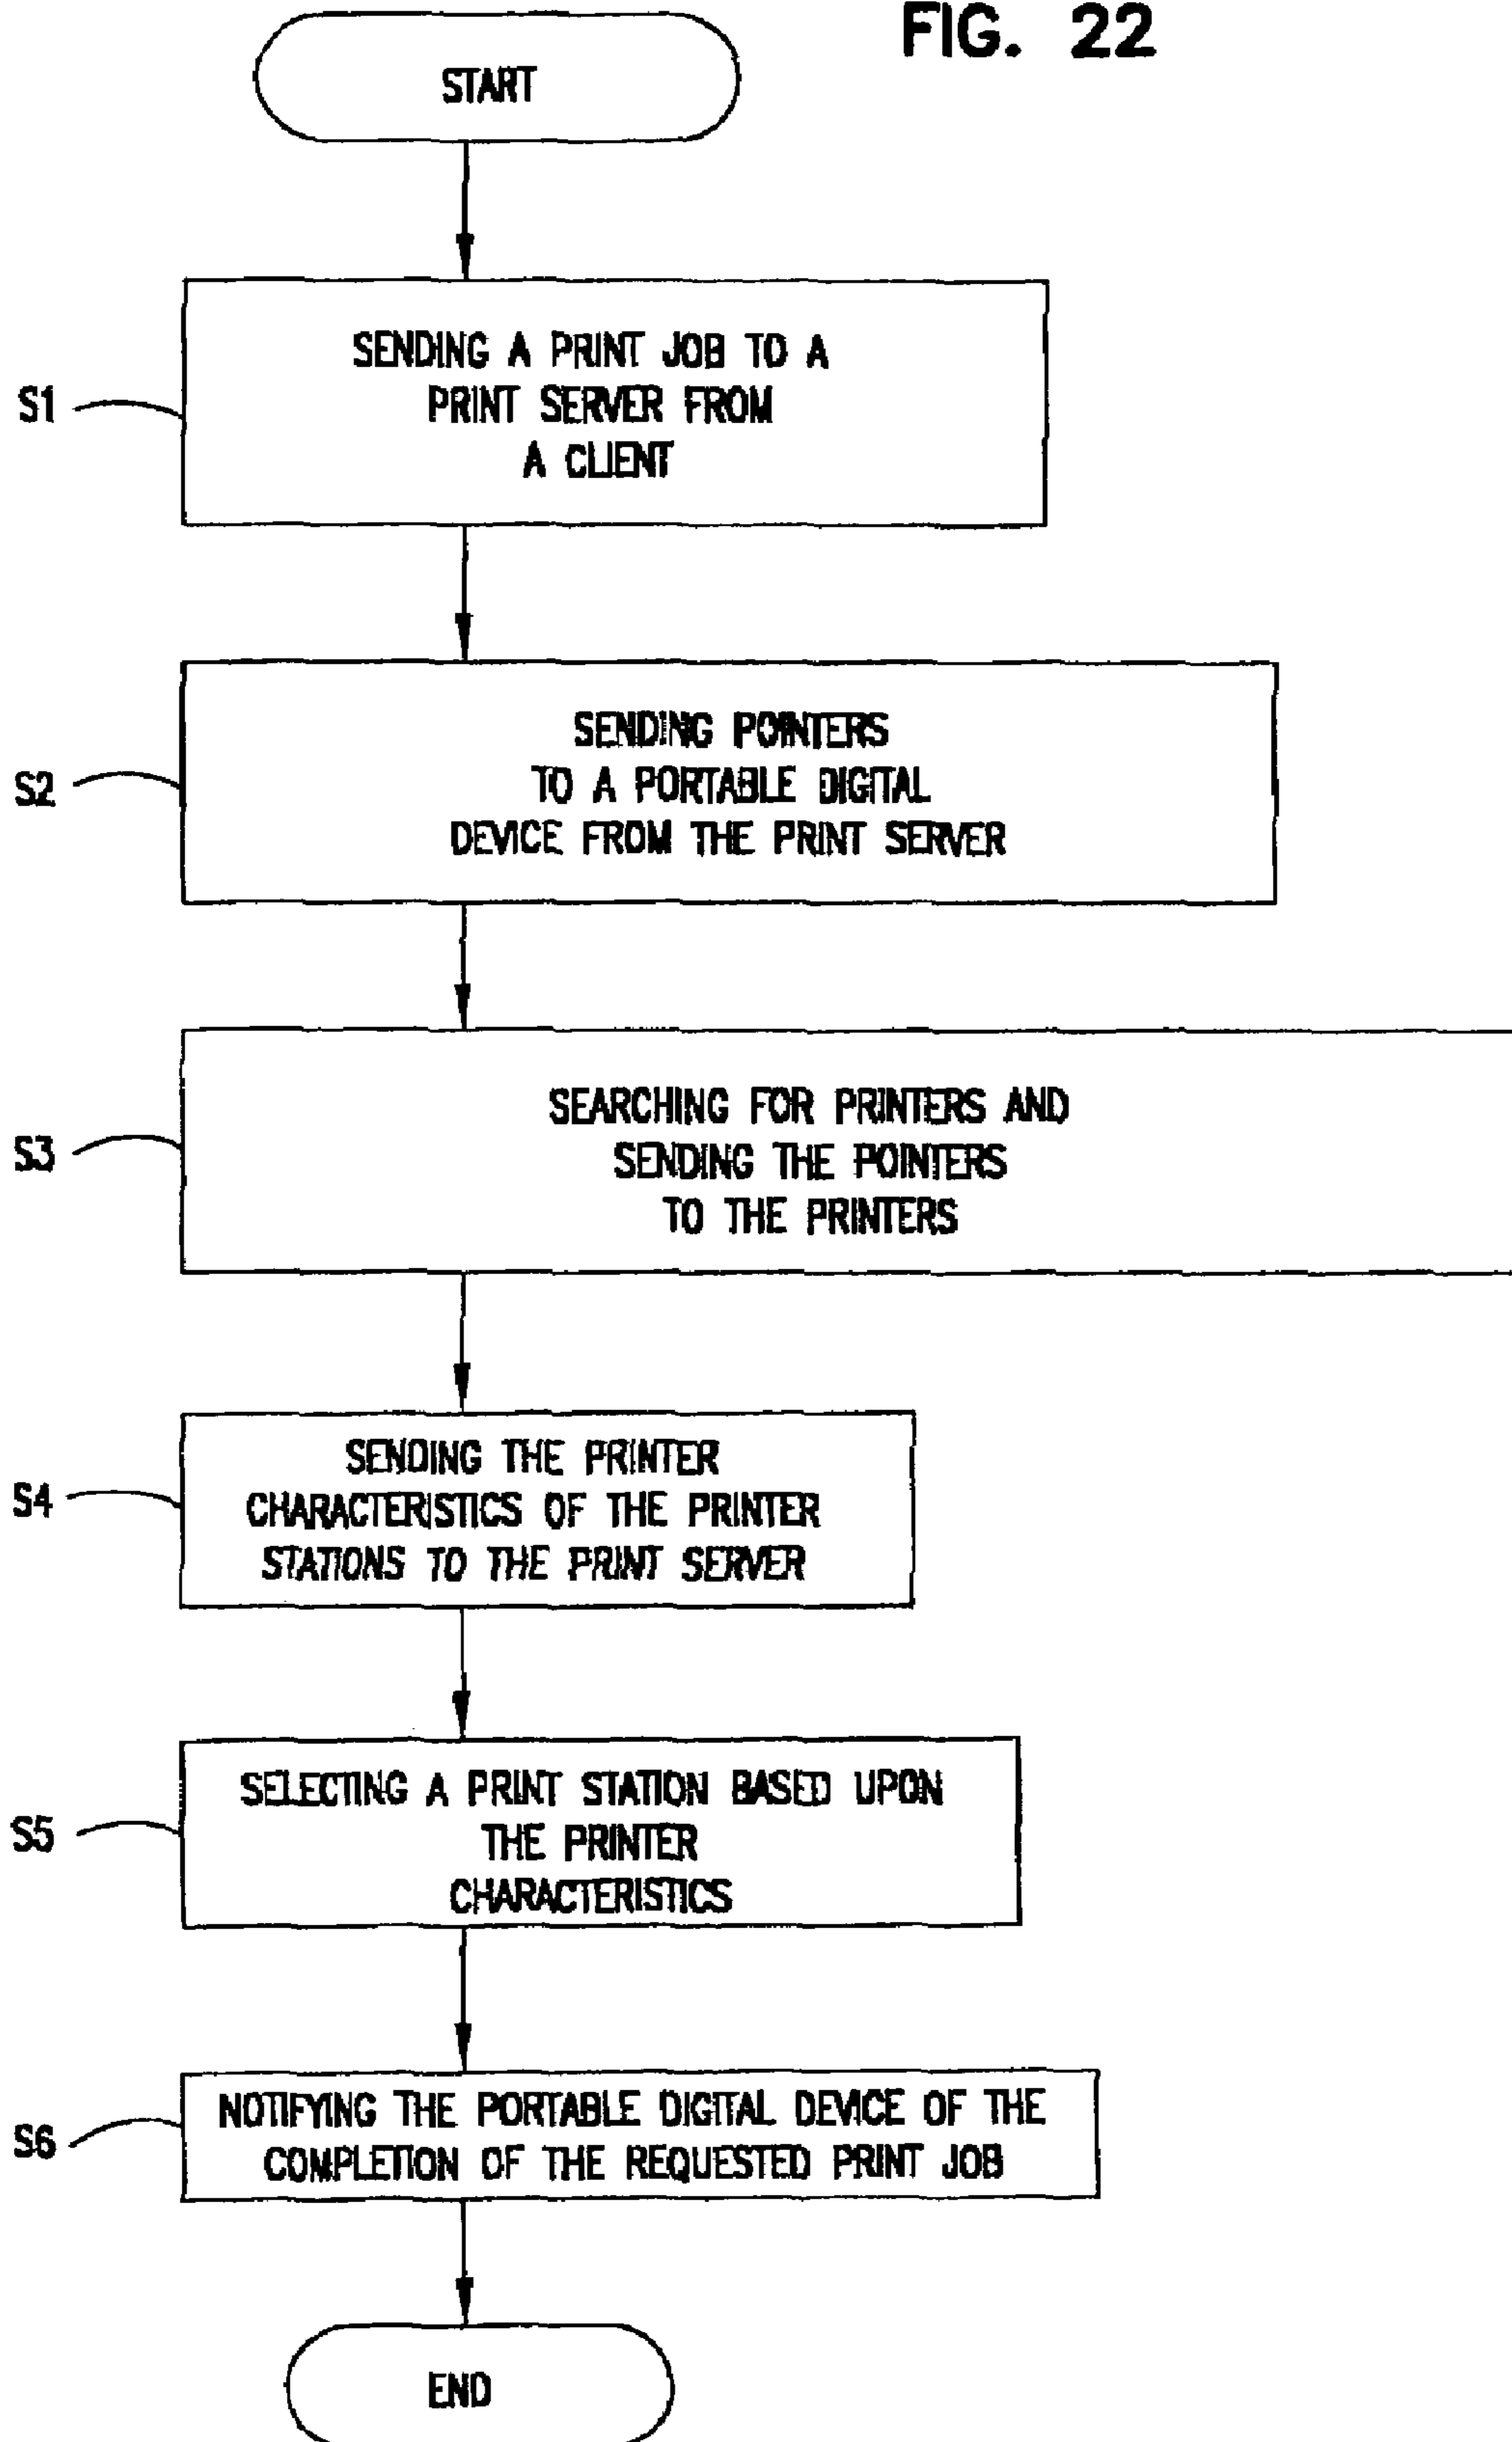 FIG. 22
START
S1
SENDING A PRINT JOB TO A
PRINT SERVER FROM
A CLIENT
S2
SENDING POINTERS
TO A PORTABLE DIGITAL
DEVICE FROM THE PRINT SERVER
S3
SEARCHING FOR PRINTERS AND
SENDING THE POINTERS
TO THE PRINTERS
S4
SENDING THE PRINTER
CHARACTERISTICS OF THE PRINTER
STATIONS TO THE PRINT SERVER
S5
SELECTING A PRINT STATION BASED UPON
THE PRINTER
CHARACTERISTICS
S6
NOTIFYING THE PORTABLE DIGITAL DEVICE OF THE
COMPLETION OF THE REQUESTED PRINT JOB
END